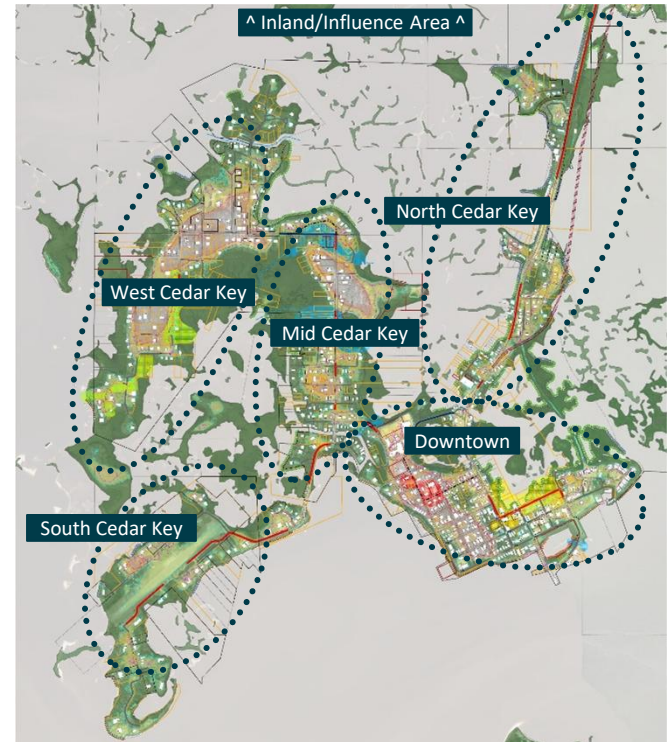 ^ Inland/Influence Area ^
North Cedar Key
West Cedar Key
Mid Cedar Key
Downtown
South Cedar Key